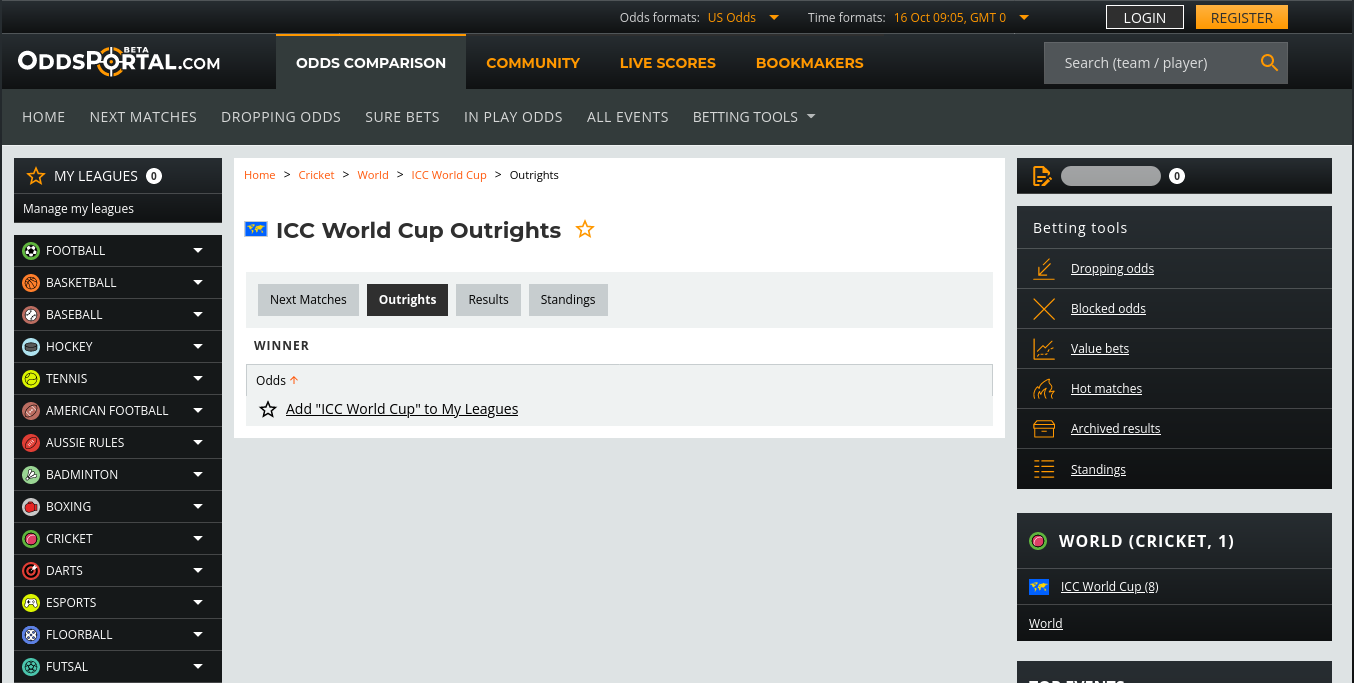 Odds formats: US Odds Time formats: 16 Oct 09:05, GMT 0 LOGIN REGISTER
ODDSPORTAL.COM BETA
ODDS COMPARISON COMMUNITY LIVE SCORES BOOKMAKERS Search (team / player)
HOME NEXT MATCHES DROPPING ODDS SURE BETS IN PLAY ODDS ALL EVENTS BETTING TOOLS
MY LEAGUES 0
Manage my leagues
FOOTBALL
BASKETBALL
BASEBALL
HOCKEY
TENNIS
AMERICAN FOOTBALL
AUSSIE RULES
BADMINTON
BOXING
CRICKET
DARTS
ESPORTS
FLOORBALL
FUTSAL
Home > Cricket > World > ICC World Cup > Outrights
ICC World Cup Outrights
Next Matches Outrights Results Standings
WINNER
Odds
Add "ICC World Cup" to My Leagues
0
Betting tools
Dropping odds
Blocked odds
Value bets
Hot matches
Archived results
Standings
WORLD (CRICKET, 1)
ICC World Cup (8)
World
TOP EVENTS